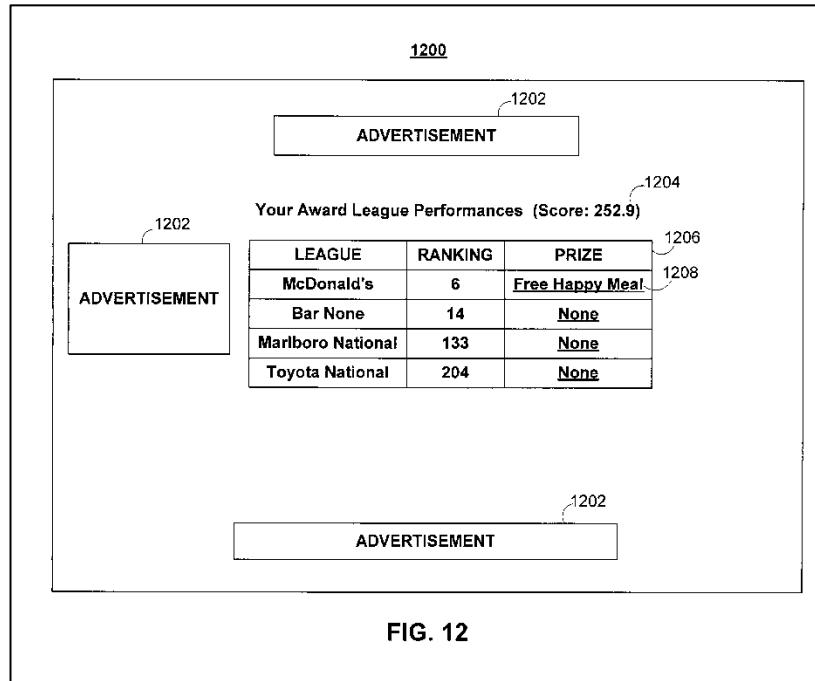 1200
1202
ADVERTISEMENT
1204
Your Award League Performances (Score: 252.9)
1202
1206
LEAGUE RANKING PRIZE
1208
McDonald's 6 Free Happy Meal
ADVERTISEMENT
Bar None 14 None
Marlboro National 133 None
Toyota National 204 None
1202
ADVERTISEMENT
FIG. 12